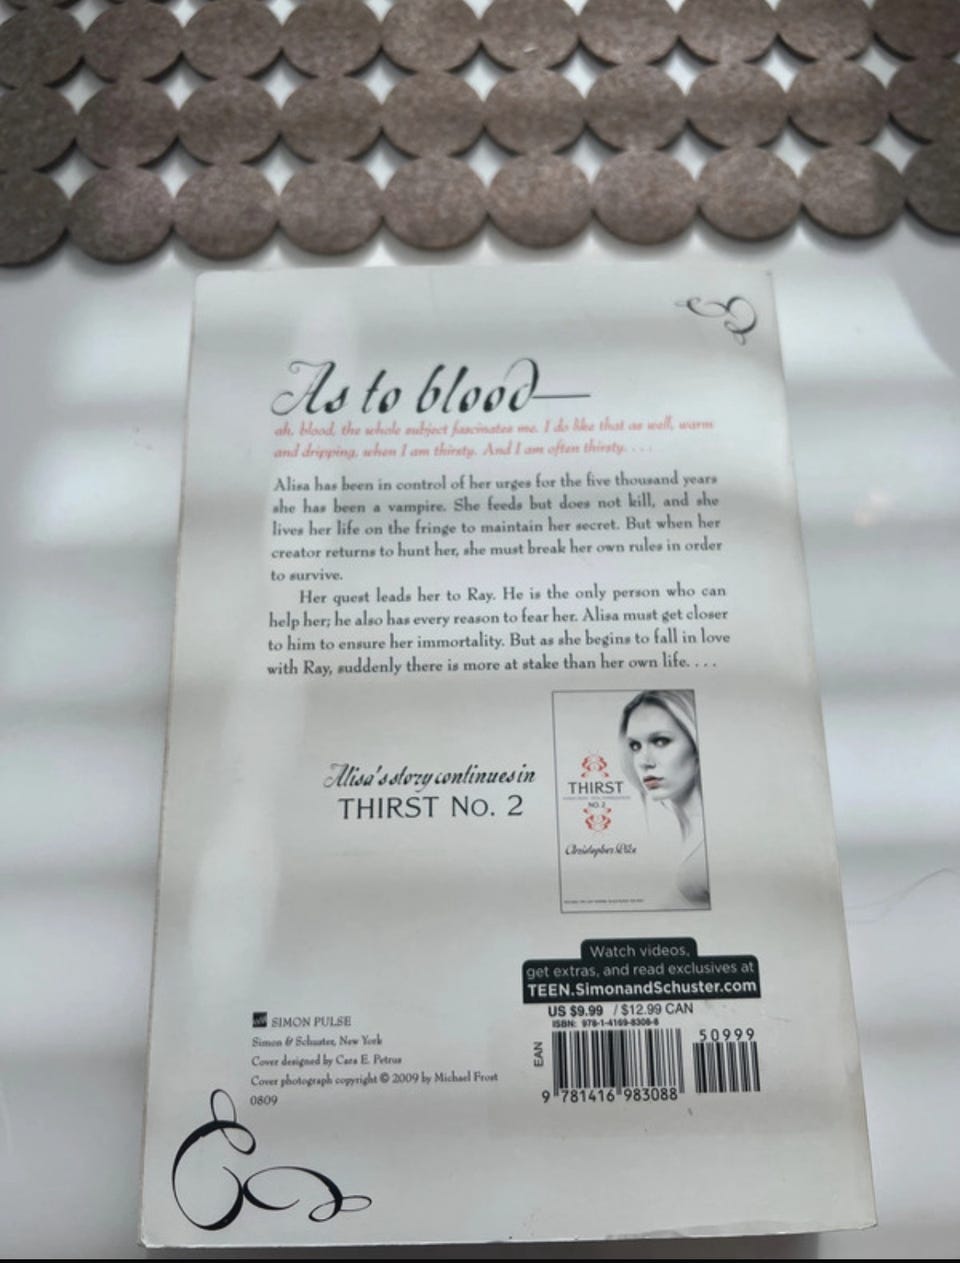 As to blood—
ah, blood, the whole subject fascinates me. I do like that as well, warm
and dripping, when I am thirsty. And I am often thirsty. . . .
Alisa has been in control of her urges for the five thousand years
she has been a vampire. She feeds but does not kill, and she
lives her life on the fringe to maintain her secret. But when her
creator returns to hunt her, she must break her own rules in order
to survive.
Her quest leads her to Ray. He is the only person who can
help her; he also has every reason to fear her. Alisa must get closer
to him to ensure her immortality. But as she begins to fall in love
with Ray, suddenly there is more at stake than her own life. . . .
Alisa's story continues in
THIRST No. 2
THIRST
NO. 2
Christopher Pike
Watch videos,
get extras, and read exclusives at
TEEN.SimonandSchuster.com
US $9.99 / $12.99 CAN
ISBN: 978-1-4169-8308-8
50999
EAN
9 781416 983088
SIMON PULSE
Simon & Schuster, New York
Cover designed by Cara E. Petrus
Cover photograph copyright © 2009 by Michael Frost
0809